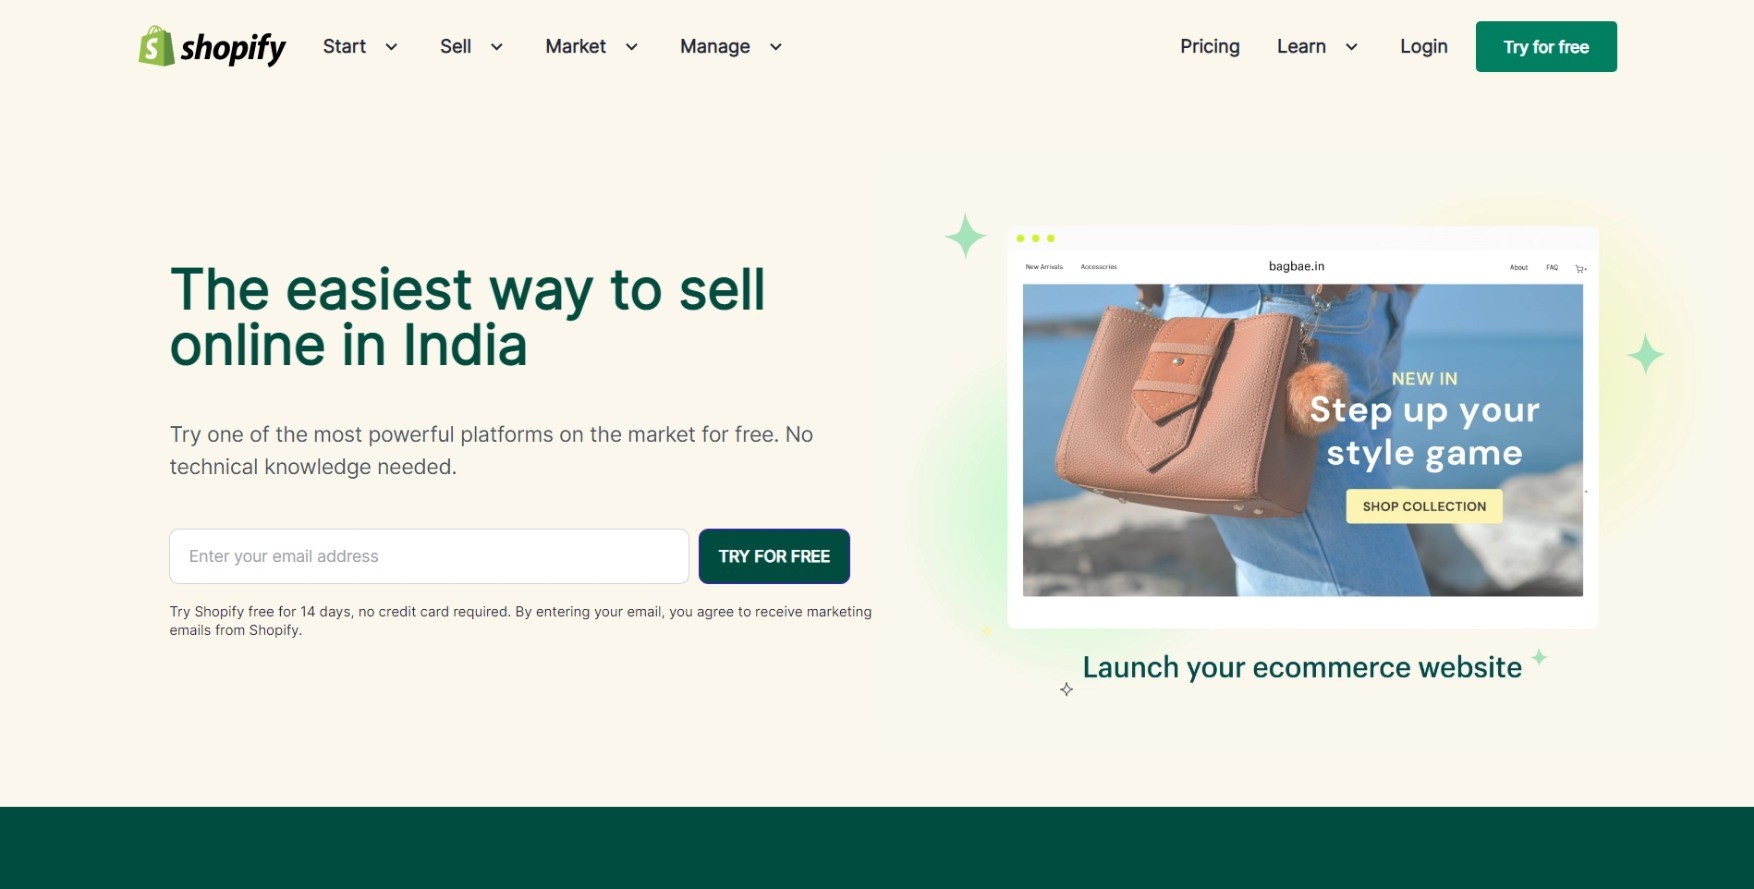 shopify
Start
Sell
Market
Manage
Pricing
Learn
Login
Try for free
The easiest way to sell
online in India
Try one of the most powerful platforms on the market for free. No
technical knowledge needed.
Enter your email address
TRY FOR FREE
Try Shopify free for 14 days, no credit card required. By entering your email, you agree to receive marketing
emails from Shopify.
New Arrivals
Accessories
bagbae.in
About
FAQ
NEW IN
Step up your
style game
SHOP COLLECTION
Launch your ecommerce website